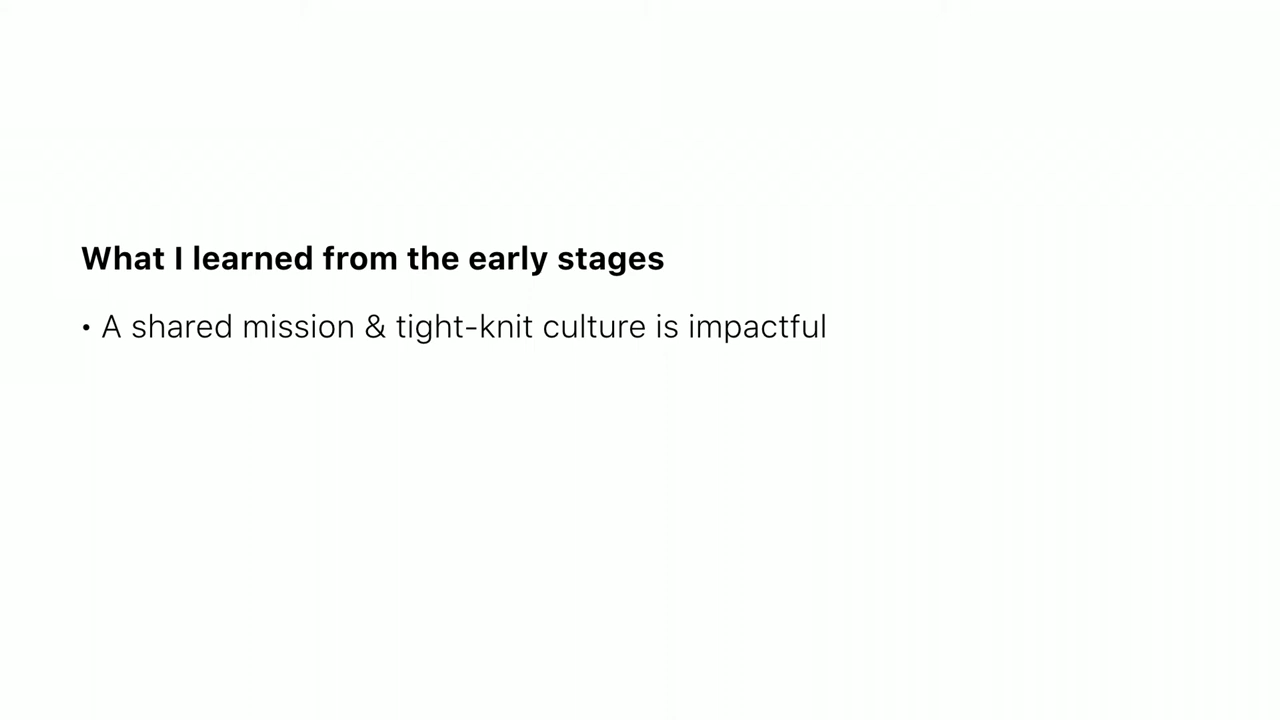 What I learned from the early stages
• A shared mission & tight-knit culture is impactful